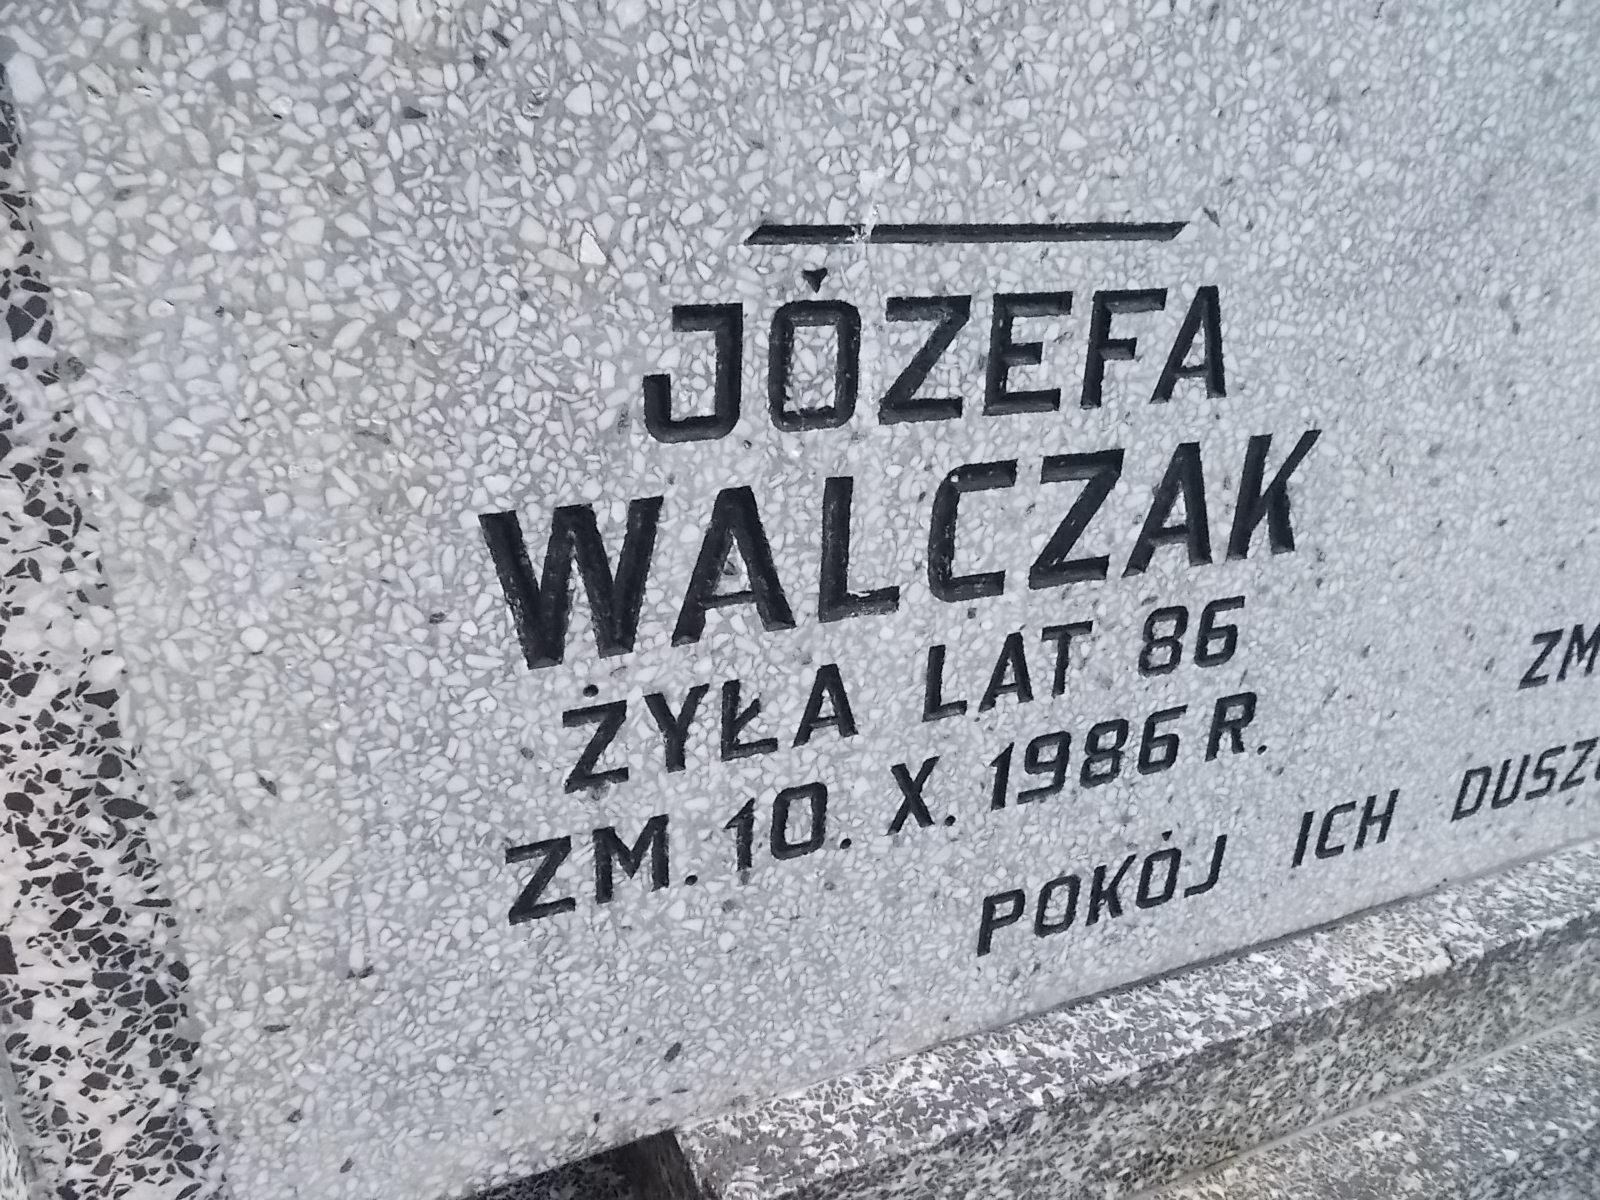 JÓZEFA
WALCZAK
ŻYŁA LAT 86
ZM. 10. X. 1986 R.
ZM
POKÓJ ICH